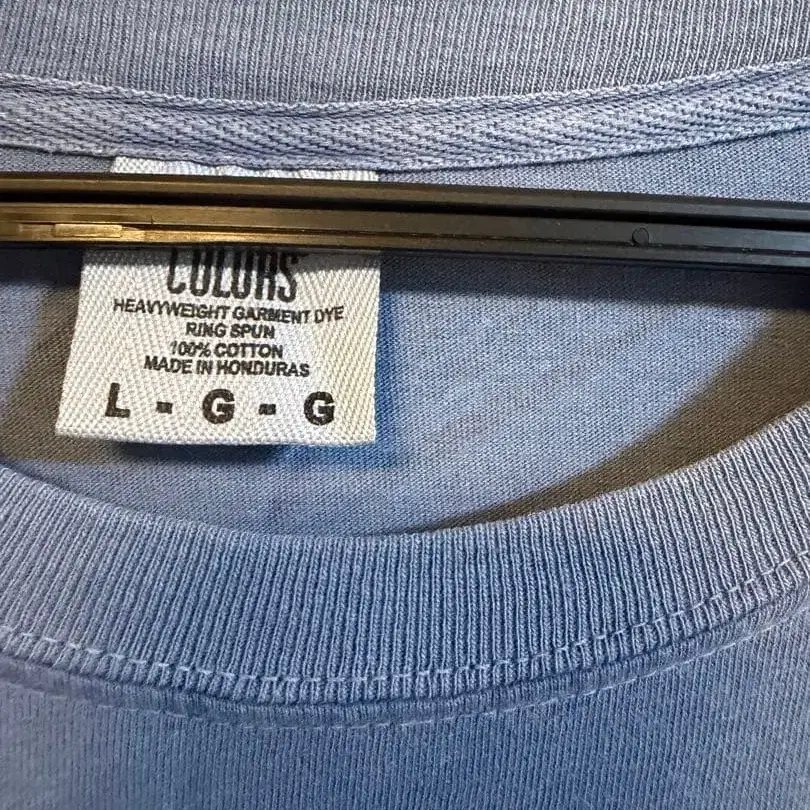 COLORS
HEAVYWEIGHT GARMENT DYE
RING SPUN
100% COTTON
MADE IN HONDURAS
L - G - G